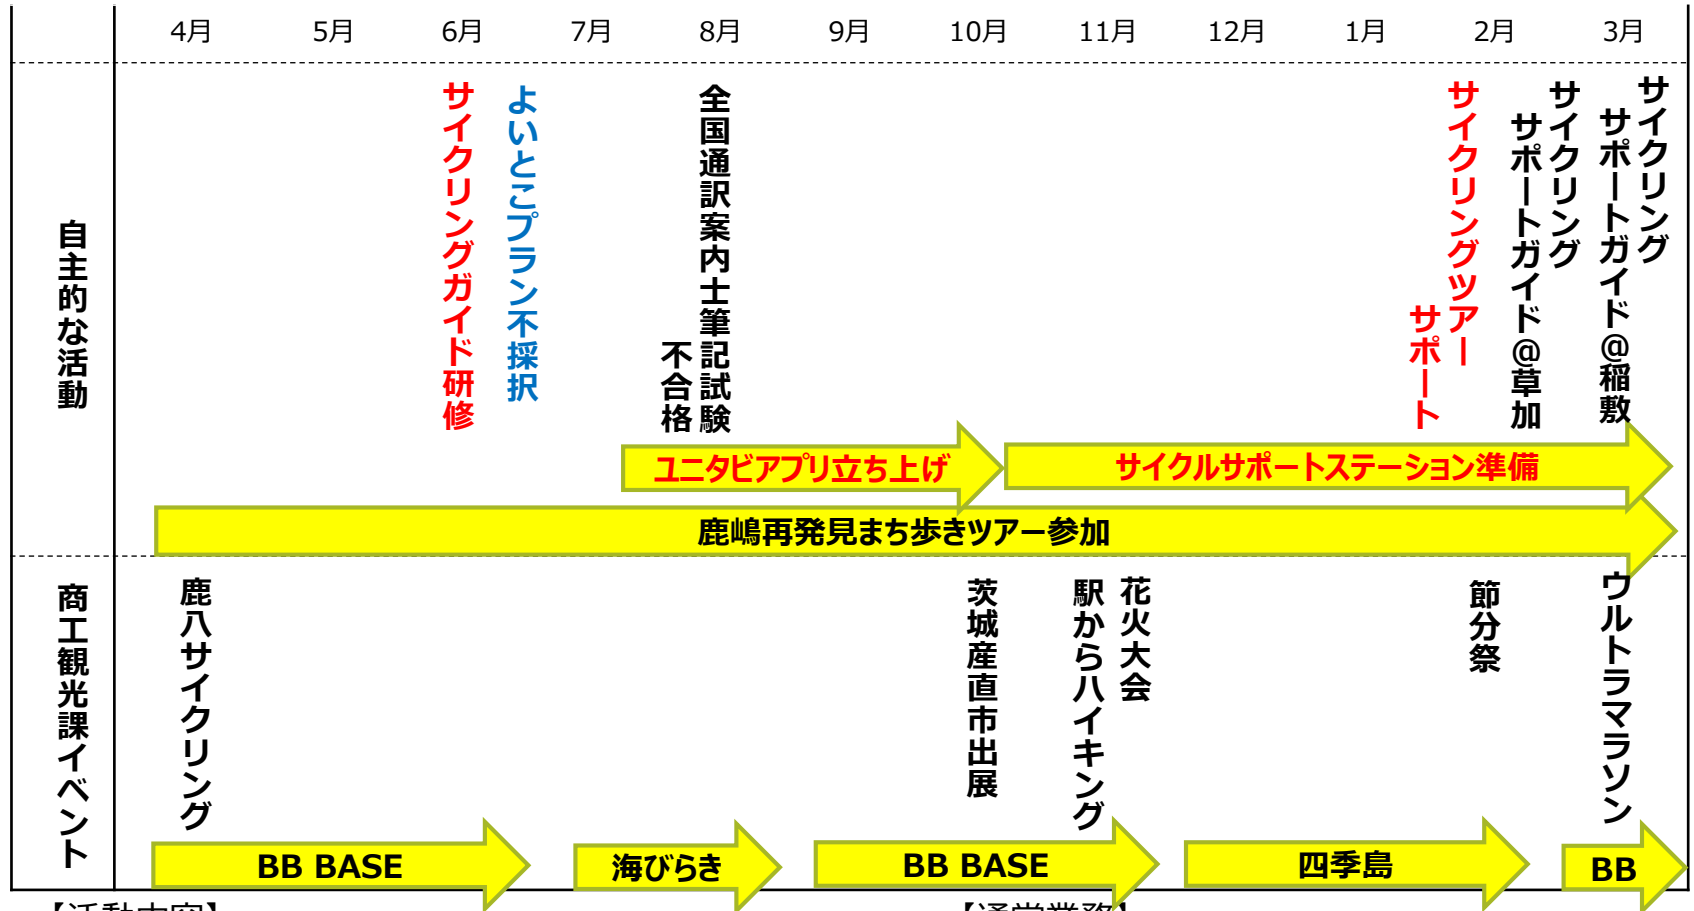 4月 5月 6月 7月 8月 9月 10月 11月 12月 1月 2月 3月
自主的な活動
サイクリングガイド研修
よいとこプラン不採択
全国通訳案内士筆記試験
不合格
サイクリングツアー
サポート
サイクリング
サポートガイド@草加
サイクリング
サポートガイド@稲敷
ユニタビアプリ立ち上げ
サイクルサポートステーション準備
鹿嶋再発見まち歩きツアー参加
商工観光課イベント
鹿八サイクリング
茨城産直市出展
駅からハイキング
花火大会
節分祭
ウルトラマラソン
BB BASE
海びらき
BB BASE
四季島
BB
【活動内容】
【通常業務】